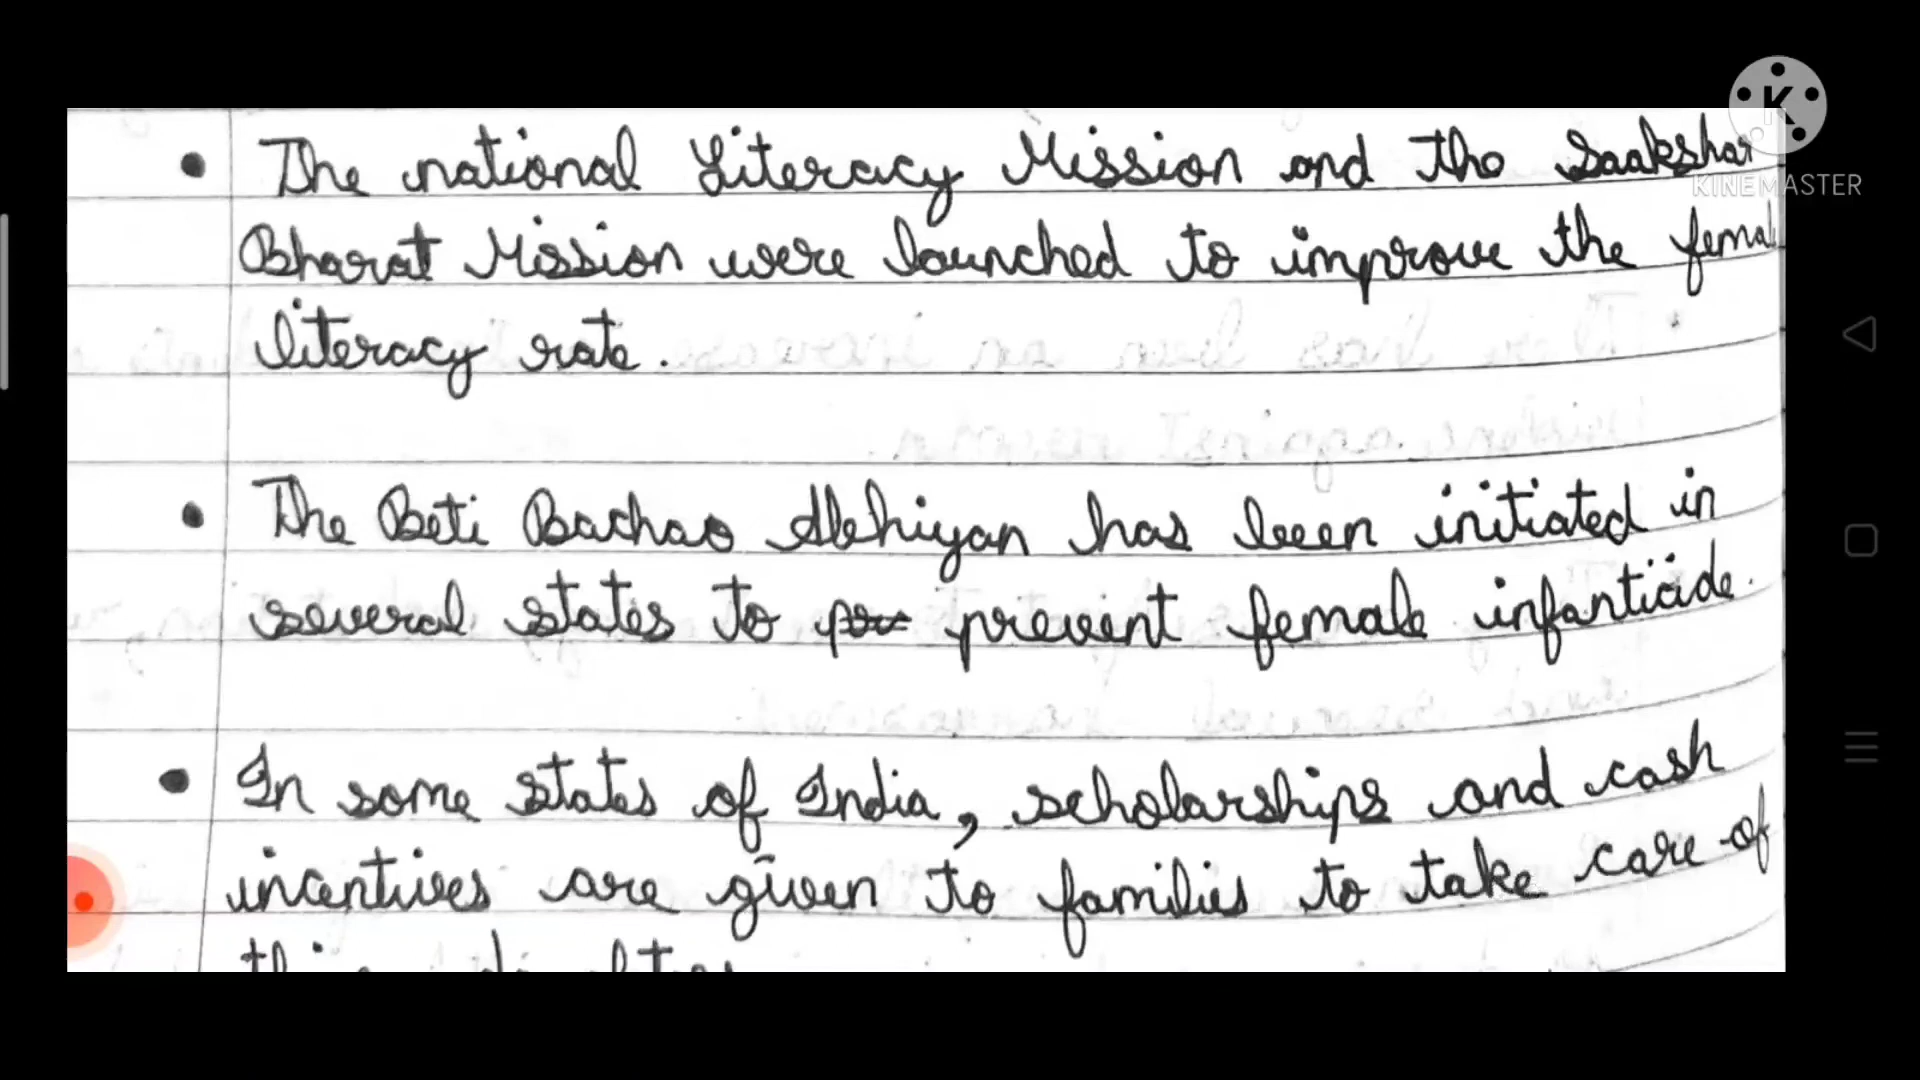 The national Literacy Mission and the Saakshar
Bharat Mission were launched to improve the femal
literacy rate.
The Beti Bachao Abhiyan has been initiated in
several states to prevent female infanticide.
In some states of India, scholarships and cash
incentives are given to families to take care of
KINEMASTER